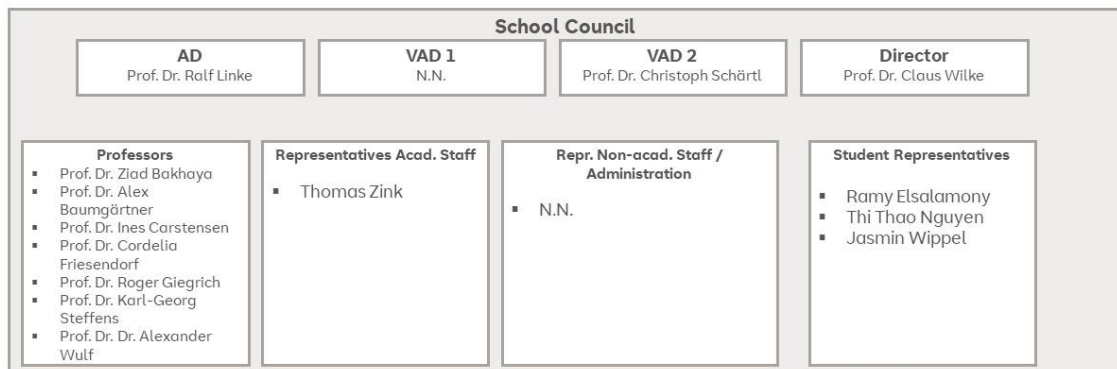 School Council
AD
Prof. Dr. Ralf Linke
VAD 1
N.N.
VAD 2
Prof. Dr. Christoph Schärtl
Director
Prof. Dr. Claus Wilke
Professors
▪ Prof. Dr. Ziad Bakhaya
▪ Prof. Dr. Alex
Baumgärtner
▪ Prof. Dr. Ines Carstensen
▪ Prof. Dr. Cordelia
Friesendorf
▪ Prof. Dr. Roger Giegrich
▪ Prof. Dr. Karl-Georg
Steffens
▪ Prof. Dr. Dr. Alexander
Wulf
Representatives Acad. Staff
▪ Thomas Zink
Repr. Non-acad. Staff /
Administration
▪ N.N.
Student Representatives
▪ Ramy Elsalamony
▪ Thi Thao Nguyen
▪ Jasmin Wippel